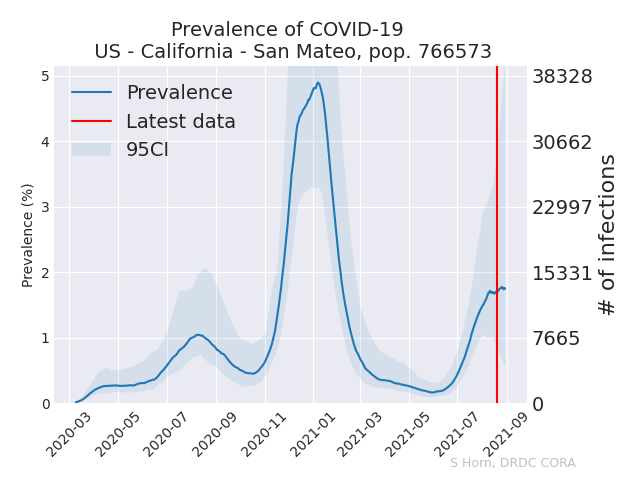 Prevalence of COVID-19
US - California - San Mateo, pop. 766573
Prevalence
Latest data
95CI
Prevalence (%)
5
4
3
2
1
0
38328
30662
22997
15331
7665
0
# of infections
2020-03
2020-05
2020-07
2020-09
2020-11
2021-01
2021-03
2021-05
2021-07
2021-09
S Horn, DRDC CORA